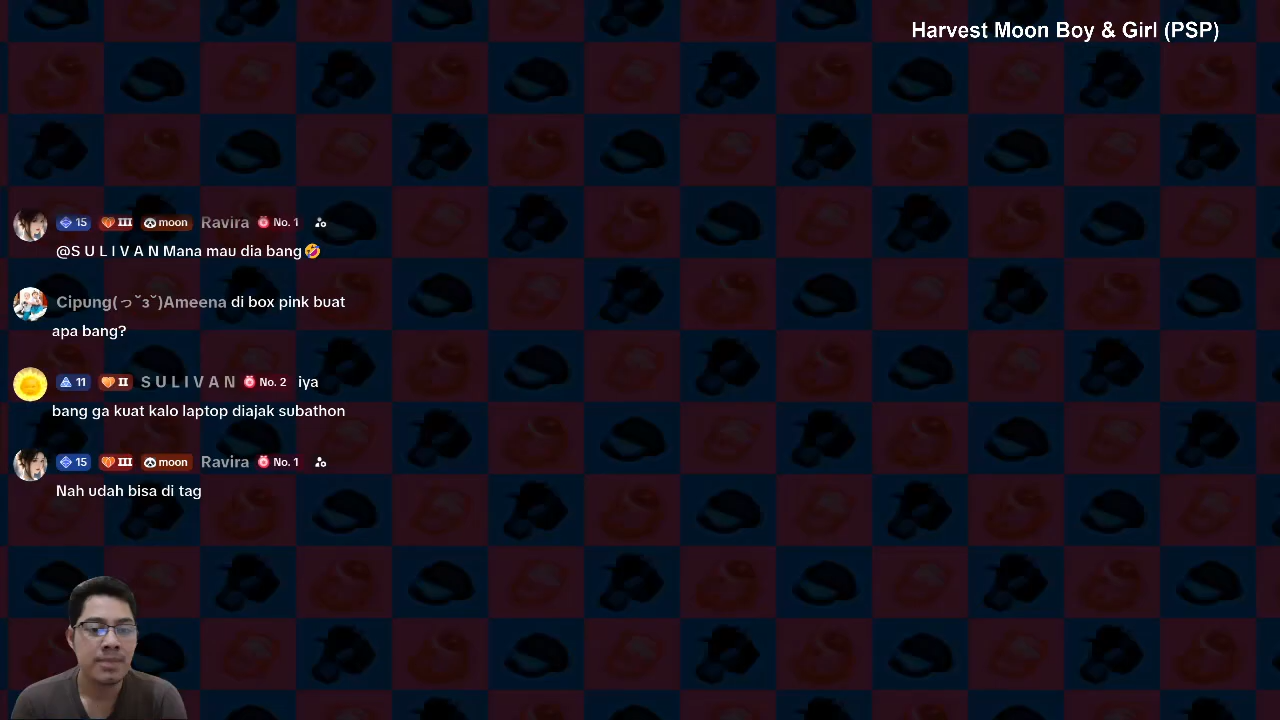 Harvest Moon Boy & Girl (PSP)
15 III moon Ravira No. 1
@S U L I V A N Mana mau dia bang🤣
Cipung(っ˘з˘)Ameena di box pink buat
apa bang?
11 II S U L I V A N No. 2 iya
bang ga kuat kalo laptop diajak subathon
15 III moon Ravira No. 1
Nah udah bisa di tag